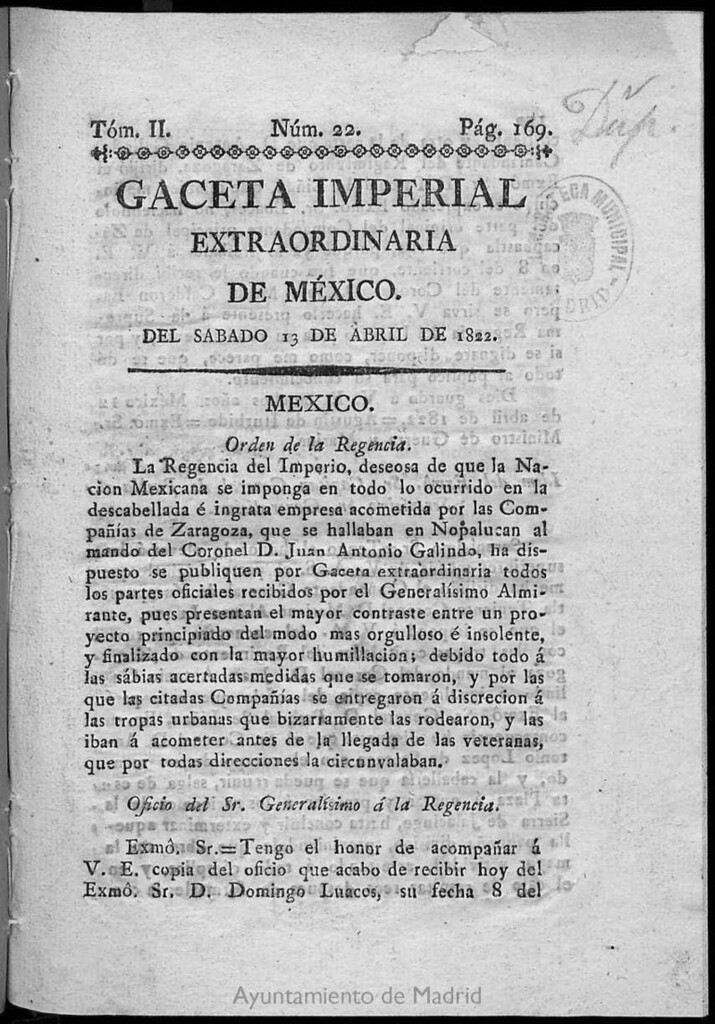 Tóm. II. Núm. 22. Pág. 169.
GACETA IMPERIAL
EXTRAORDINARIA
DE MÉXICO.
DEL SABADO 13 DE ABRIL DE 1822.
MEXICO.
Orden de la Regencia.
La Regencia del Imperio, deseosa de que la Na-
cion Mexicana se imponga en todo lo ocurrido en la
descabellada é ingrata empresa acometida por las Com-
pañías de Zaragoza, que se hallaban en Nopalucan al
mando del Coronel D. Juan Antonio Galindo, ha dis-
puesto se publiquen por Gaceta extraordinaria todos
los partes oficiales recibidos por el Generalísimo Almi-
rante, pues presentan el mayor contraste entre un pro-
yecto principiado del modo mas orgulloso é insolente,
y finalizado con la mayor humillacion; debido todo á
las sábias acertadas medidas que se tomaron, y por las
que las citadas Compañías se entregaron á discrecion á
las tropas urbanas que bizarramente las rodearon, y las
iban á acometer antes de la llegada de las veteranas,
que por todas direcciones la circunvalaban.
Oficio del Sr. Generalísimo á la Regencia.
Exmô. Sr.=Tengo el honor de acompañar á
V. E. copia del oficio que acabo de recibir hoy del
Exmô. Sr. D. Domingo Luaces, su fecha 8 del
BIBLIOTECA MUNICIPAL
MADRID
Ayuntamiento de Madrid